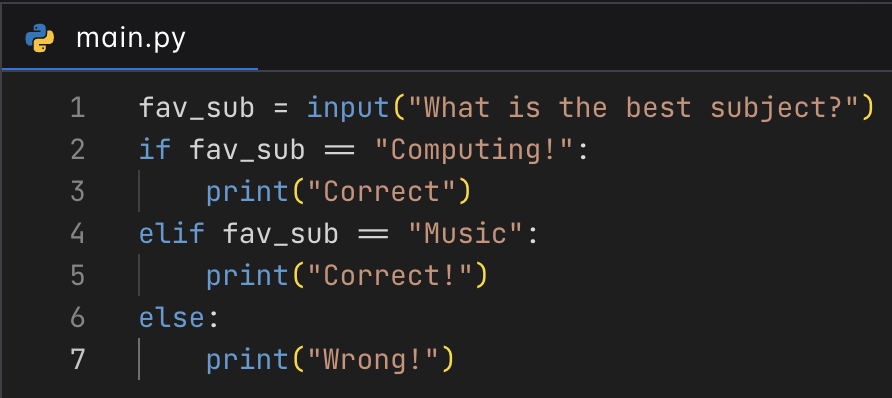 main.py
1 fav_sub = input("What is the best subject?")
2 if fav_sub == "Computing!":
3     print("Correct")
4 elif fav_sub == "Music":
5     print("Correct!")
6 else:
7     print("Wrong!")